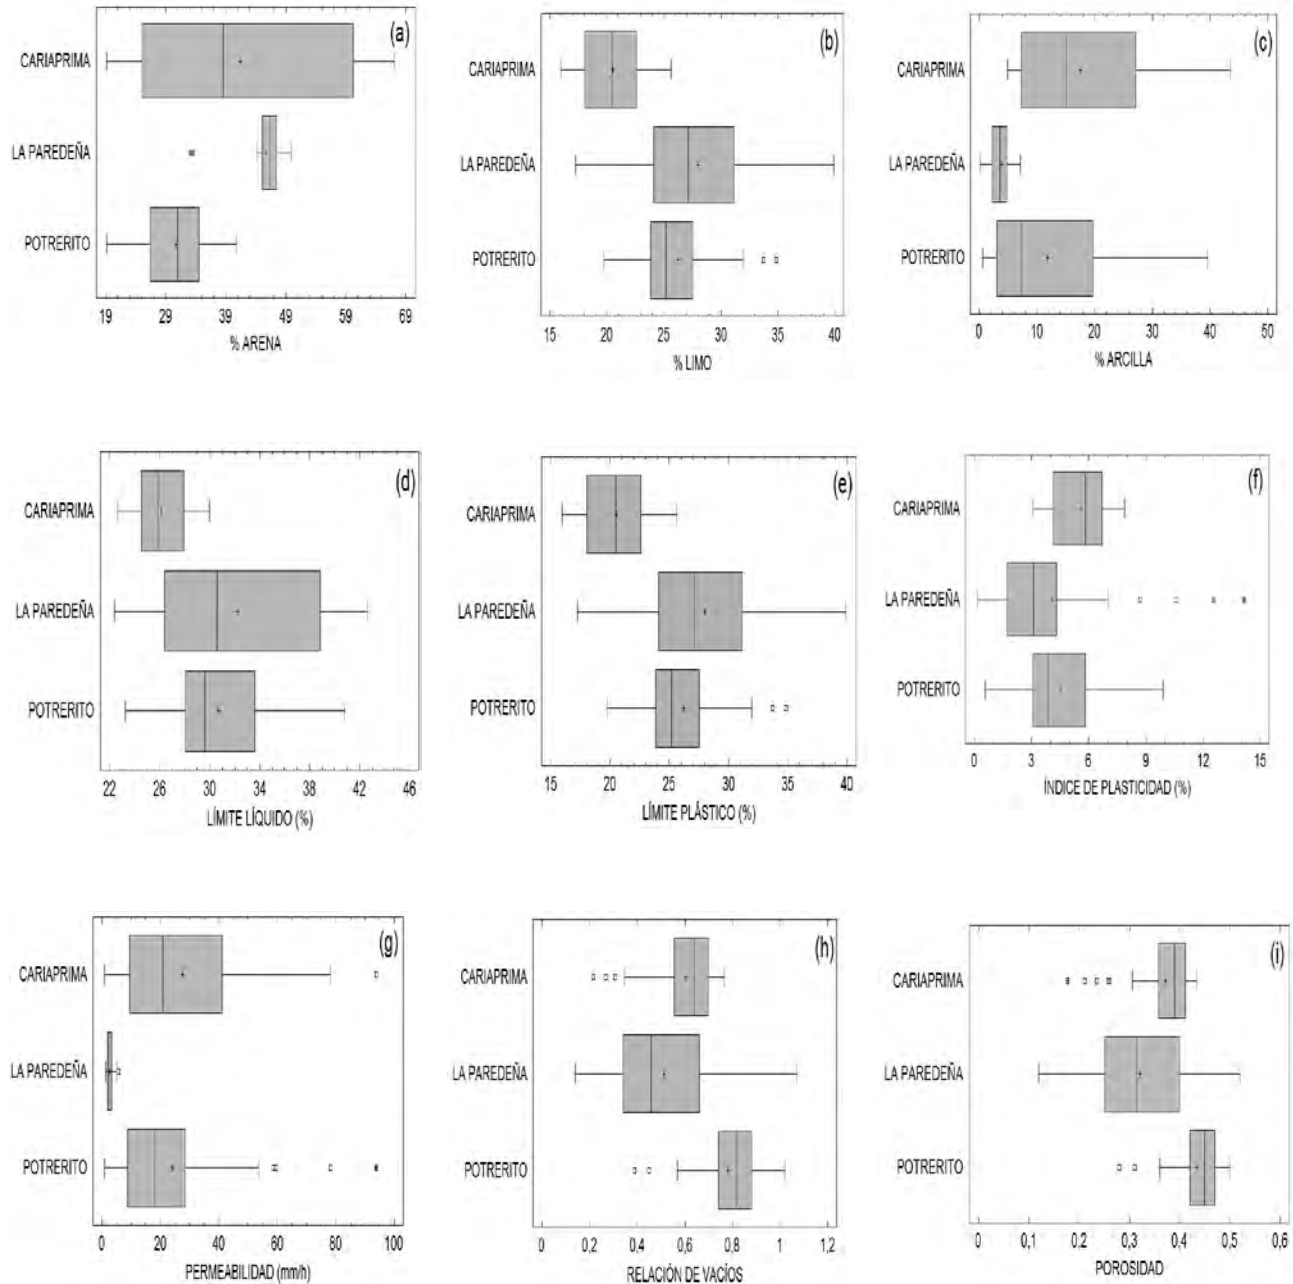 (a)
CARIAPRIMA
LA PAREDEÑA
POTRERITO
19 29 39 49 59 69
% ARENA
(b)
CARIAPRIMA
LA PAREDEÑA
POTRERITO
15 20 25 30 35 40
% LIMO
(c)
CARIAPRIMA
LA PAREDEÑA
POTRERITO
0 10 20 30 40 50
% ARCILLA
(d)
CARIAPRIMA
LA PAREDEÑA
POTRERITO
22 26 30 34 38 42 46
LÍMITE LÍQUIDO (%)
(e)
CARIAPRIMA
LA PAREDEÑA
POTRERITO
15 20 25 30 35 40
LÍMITE PLÁSTICO (%)
(f)
CARIAPRIMA
LA PAREDEÑA
POTRERITO
0 3 6 9 12 15
ÍNDICE DE PLASTICIDAD (%)
(g)
CARIAPRIMA
LA PAREDEÑA
POTRERITO
0 20 40 60 80 100
PERMEABILIDAD (mm/h)
(h)
CARIAPRIMA
LA PAREDEÑA
POTRERITO
0 0,2 0,4 0,6 0,8 1 1,2
RELACIÓN DE VACÍOS
(i)
CARIAPRIMA
LA PAREDEÑA
POTRERITO
0 0,1 0,2 0,3 0,4 0,5 0,6
POROSIDAD